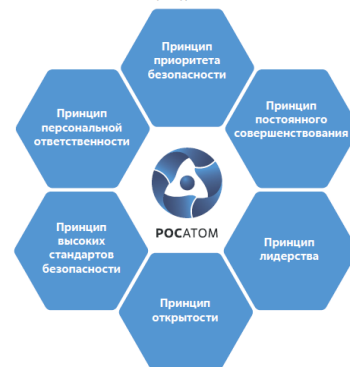 Принцип
приоритета
безопасности
Принцип
постоянного
совершенствования
Принцип
лидерства
Принцип
открытости
Принцип
высоких
стандартов
безопасности
Принцип
персональной
ответственности
РОСАТОМ